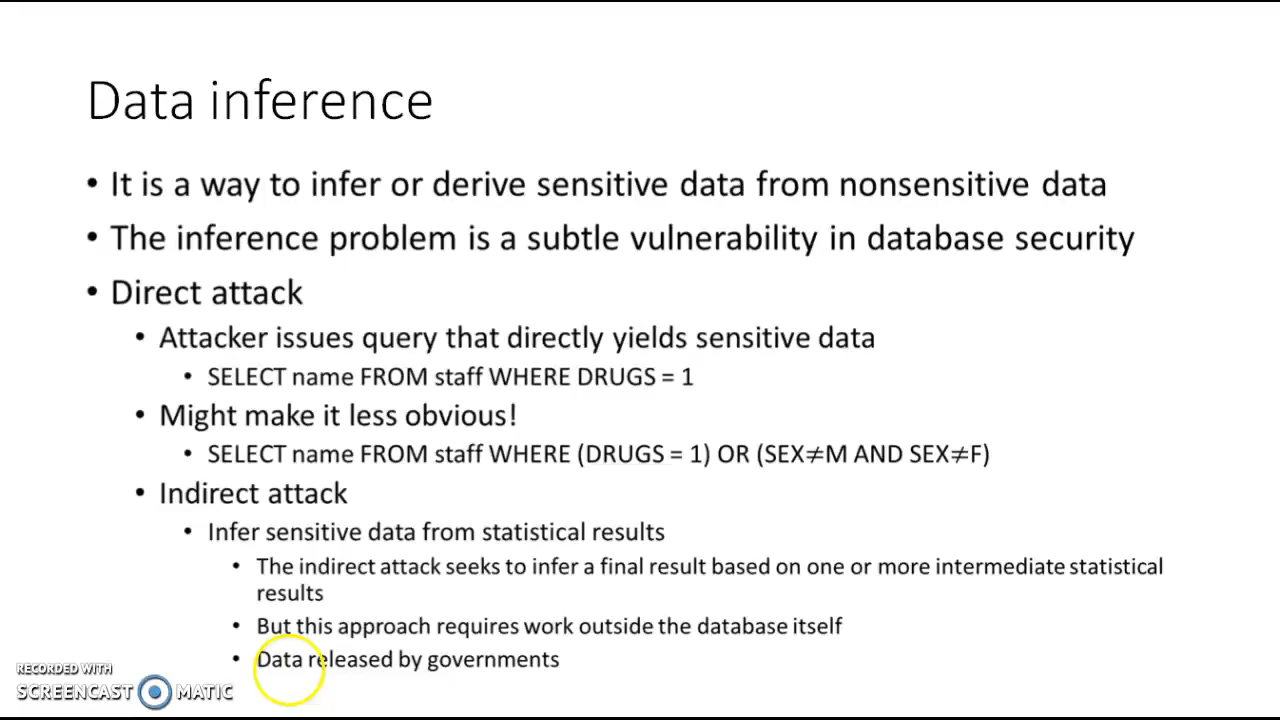 Data inference
• It is a way to infer or derive sensitive data from nonsensitive data
• The inference problem is a subtle vulnerability in database security
• Direct attack
• Attacker issues query that directly yields sensitive data
• SELECT name FROM staff WHERE DRUGS = 1
• Might make it less obvious!
• SELECT name FROM staff WHERE (DRUGS = 1) OR (SEX≠M AND SEX≠F)
• Indirect attack
• Infer sensitive data from statistical results
• The indirect attack seeks to infer a final result based on one or more intermediate statistical
results
• But this approach requires work outside the database itself
• Data released by governments
RECORDED WITH
SCREENCAST MATIC